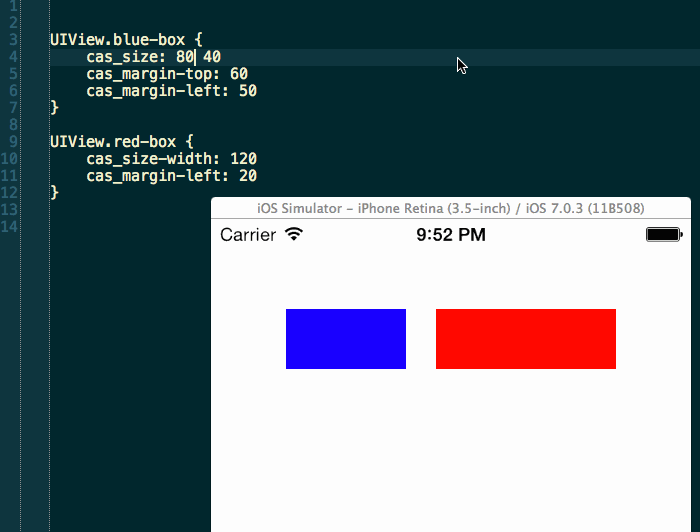 1
2
3 UIView.blue-box {
4 cas_size: 80 40
5 cas_margin-top: 60
6 cas_margin-left: 50
7 }
8
9 UIView.red-box {
10 cas_size-width: 120
11 cas_margin-left: 20
12 }
13
14
iOS Simulator – iPhone Retina (3.5-inch) / iOS 7.0.3 (11B508)
Carrier 9:52 PM